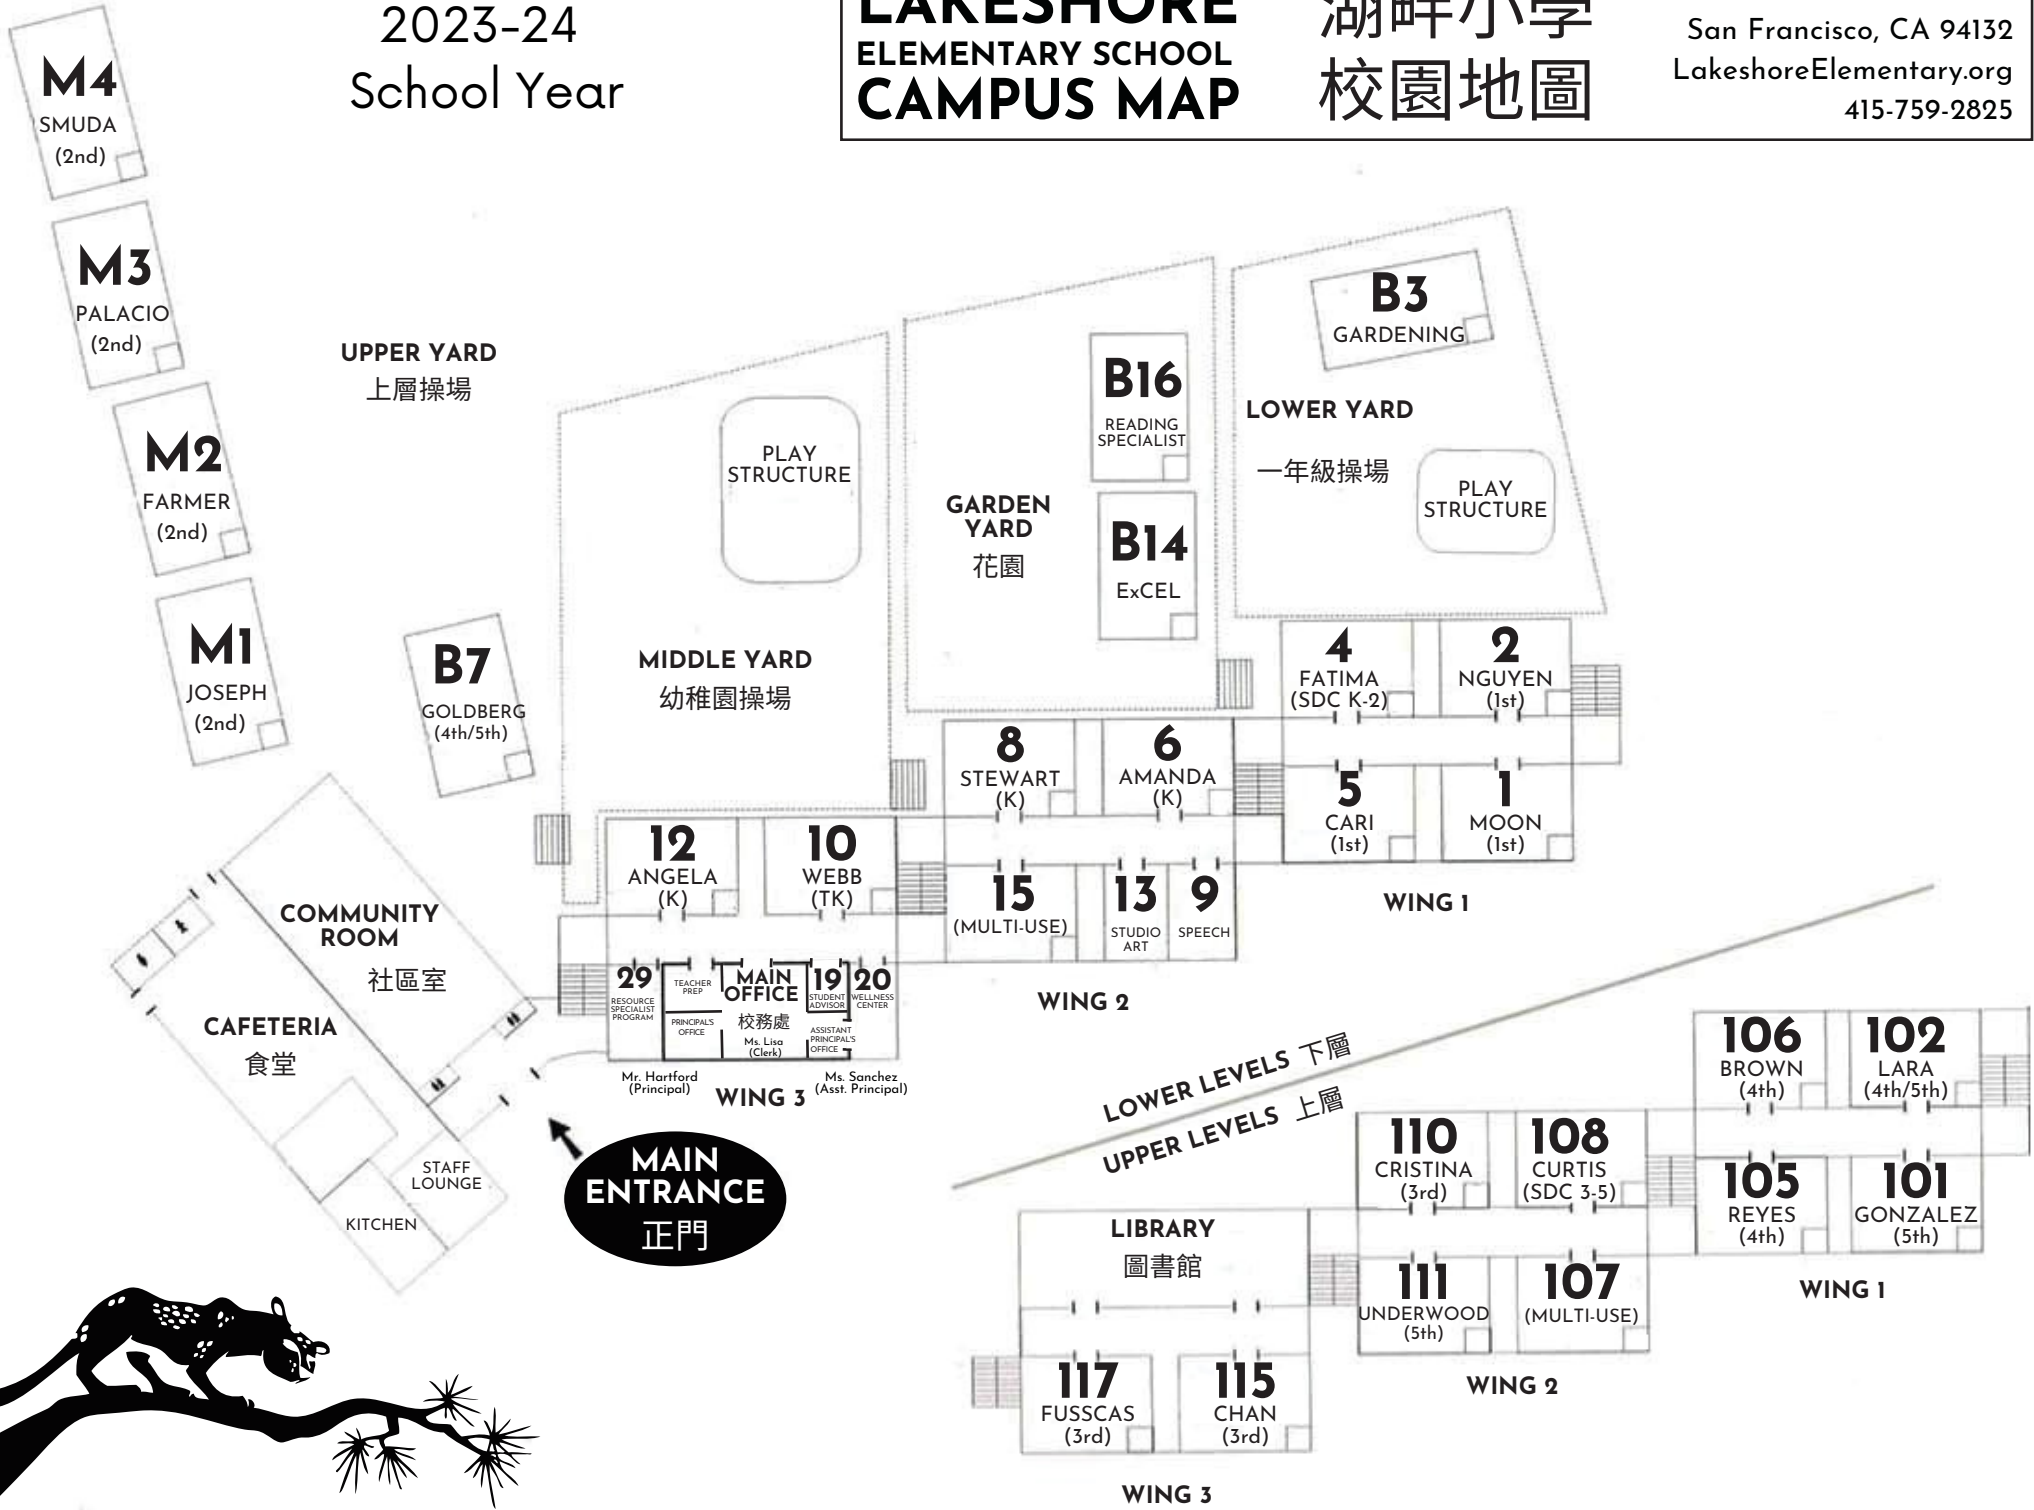 2023-24
School Year
LAKESHORE
ELEMENTARY SCHOOL
CAMPUS MAP
湖畔小學
校園地圖
San Francisco, CA 94132
LakeshoreElementary.org
415-759-2825
M4
SMUDA
(2nd)
M3
PALACIO
(2nd)
M2
FARMER
(2nd)
M1
JOSEPH
(2nd)
B7
GOLDBERG
(4th/5th)
UPPER YARD
上層操場
PLAY
STRUCTURE
MIDDLE YARD
幼稚園操場
GARDEN
YARD
花園
B16
READING
SPECIALIST
B14
ExCEL
B3
GARDENING
LOWER YARD
一年級操場
PLAY
STRUCTURE
4
FATIMA
(SDC K-2)
2
NGUYEN
(1st)
5
CARI
(1st)
1
MOON
(1st)
WING 1
8
STEWART
(K)
6
AMANDA
(K)
15
(MULTI-USE)
13
STUDIO
ART
9
SPEECH
WING 2
12
ANGELA
(K)
10
WEBB
(TK)
29
RESOURCE
SPECIALIST
PROGRAM
TEACHER
PREP
PRINCIPAL'S
OFFICE
MAIN
OFFICE
校務處
Ms. Lisa
(Clerk)
19
STUDENT
ADVISOR
ASSISTANT
PRINCIPAL'S
OFFICE
20
WELLNESS
CENTER
Mr. Hartford
(Principal)
WING 3
Ms. Sanchez
(Asst. Principal)
COMMUNITY
ROOM
社區室
CAFETERIA
食堂
STAFF
LOUNGE
KITCHEN
MAIN
ENTRANCE
正門
LOWER LEVELS 下層
UPPER LEVELS 上層
106
BROWN
(4th)
102
LARA
(4th/5th)
105
REYES
(4th)
101
GONZALEZ
(5th)
WING 1
110
CRISTINA
(3rd)
108
CURTIS
(SDC 3-5)
111
UNDERWOOD
(5th)
107
(MULTI-USE)
WING 2
LIBRARY
圖書館
117
FUSSCAS
(3rd)
115
CHAN
(3rd)
WING 3